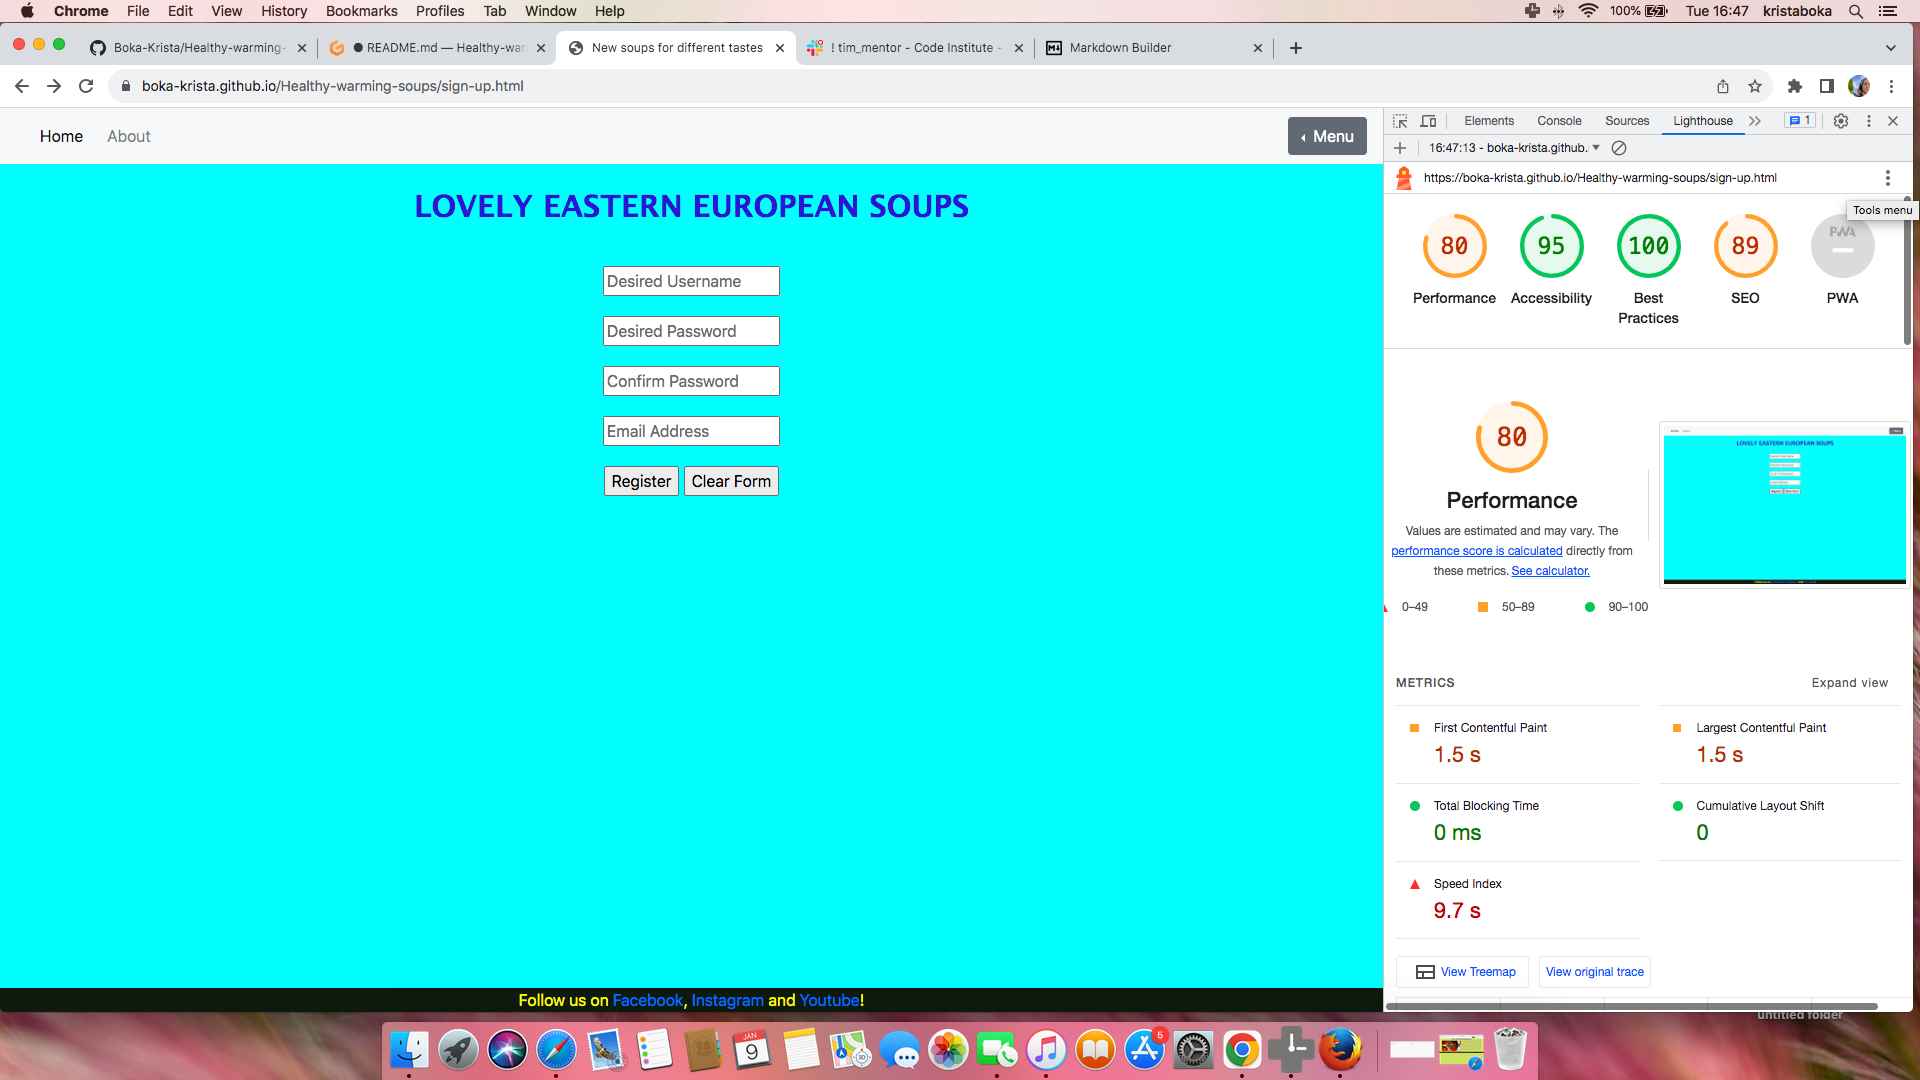 Chrome File Edit View History Bookmarks Profiles Tab Window Help 100% Tue 16:47 kristaboka
Boka-Krista/Healthy-warming- README.md — Healthy-war New soups for different tastes ! tim_mentor - Code Institute - Markdown Builder
boka-krista.github.io/Healthy-warming-soups/sign-up.html
Home About Menu
Elements Console Sources Lighthouse 1
16:47:13 - boka-krista.github.
https://boka-krista.github.io/Healthy-warming-soups/sign-up.html
Tools menu
LOVELY EASTERN EUROPEAN SOUPS
Desired Username
Desired Password
Confirm Password
Email Address
Register Clear Form
80 95 100 89 PWA
Performance Accessibility Best Practices SEO PWA
80
Performance
Values are estimated and may vary. The
performance score is calculated directly from
these metrics. See calculator.
0–49 50–89 90–100
LOVELY EASTERN EUROPEAN SOUPS
METRICS Expand view
First Contentful Paint
1.5 s
Largest Contentful Paint
1.5 s
Total Blocking Time
0 ms
Cumulative Layout Shift
0
Speed Index
9.7 s
View Treemap View original trace
Follow us on Facebook, Instagram and Youtube!
untitled folder
JAN
9
3D
5